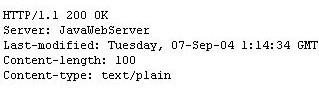 HTTP/1.1 200 OK
Server: JavaWebServer
Last-modified: Tuesday, 07-Sep-04 1:14:34 GMT
Content-length: 100
Content-type: text/plain